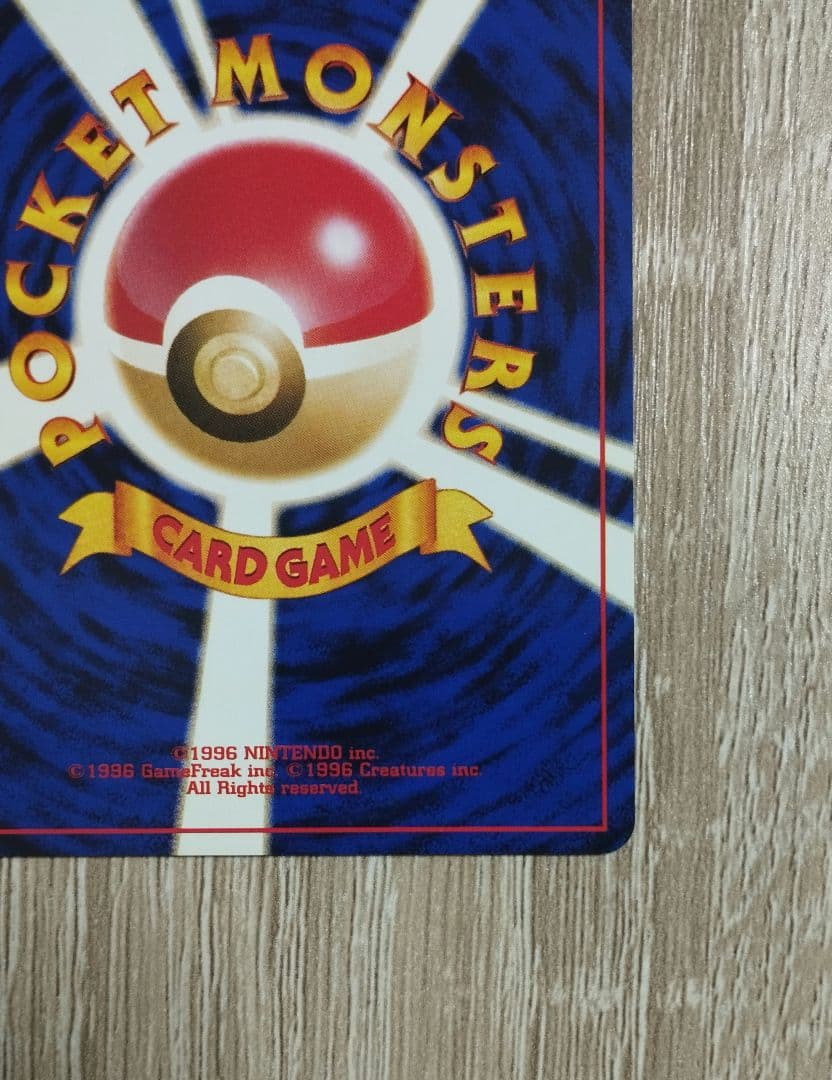 POCKET MONSTERS
CARD GAME
©1996 NINTENDO inc.
©1996 GameFreak inc. ©1996 Creatures inc.
All Rights reserved.